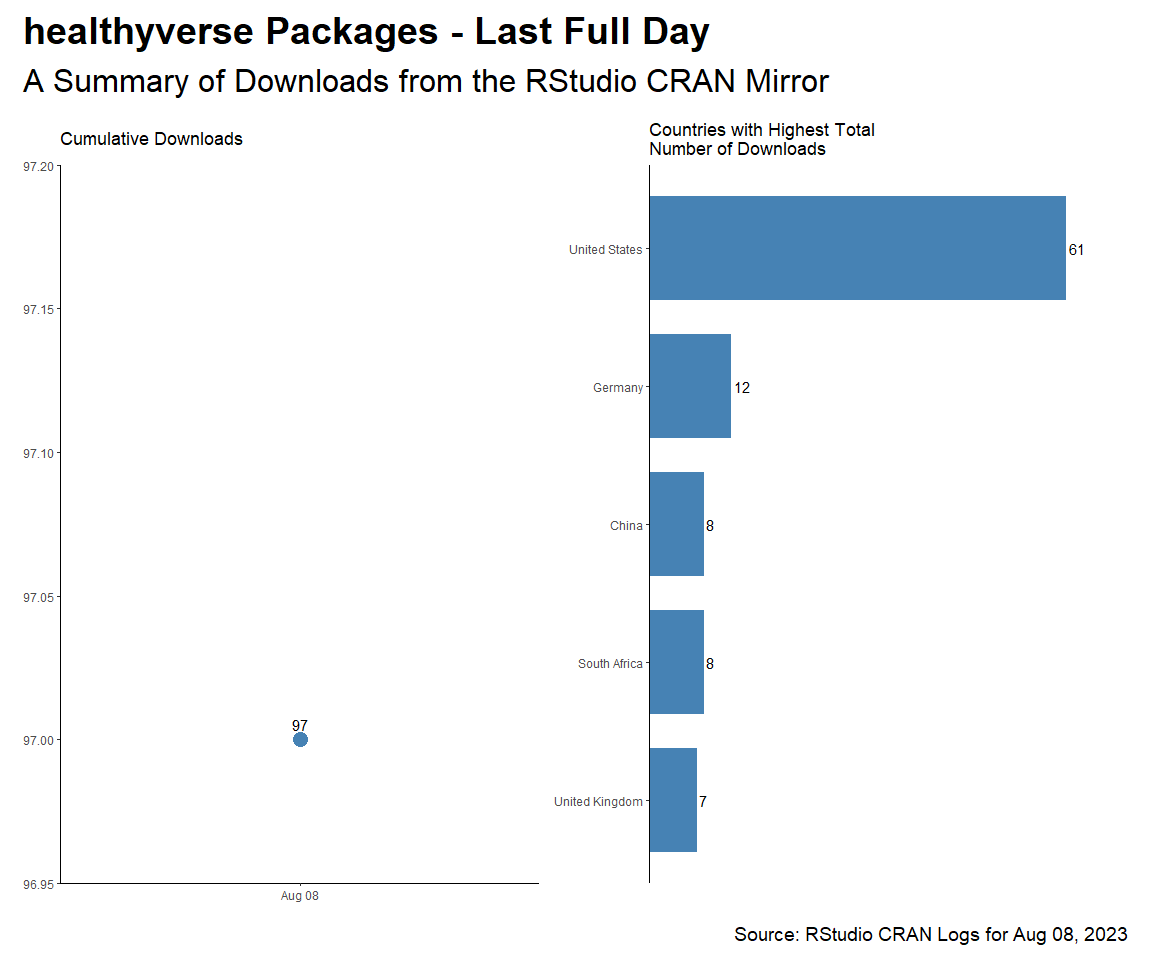 healthyverse Packages - Last Full Day
A Summary of Downloads from the RStudio CRAN Mirror
Cumulative Downloads
97.20
97.15
97.10
97.05
97.00
96.95
97
Aug 08
Countries with Highest Total
Number of Downloads
United States
61
Germany
12
China
8
South Africa
8
United Kingdom
7
Source: RStudio CRAN Logs for Aug 08, 2023